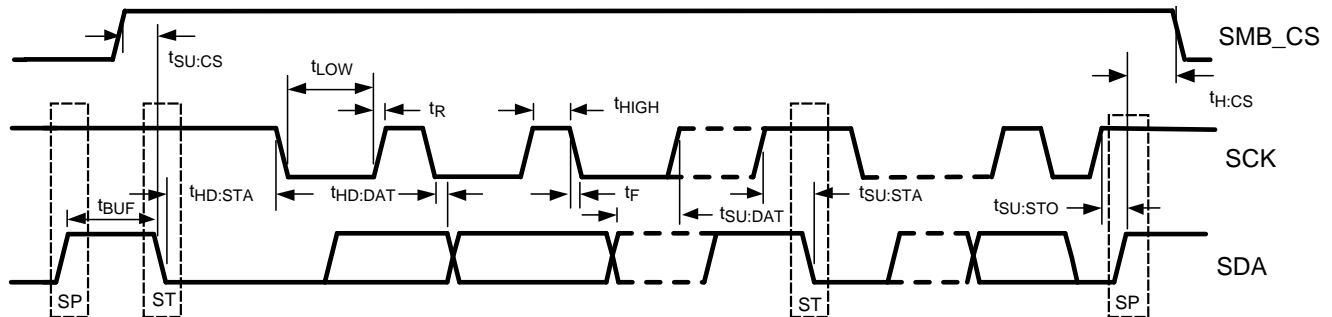 SMB_CS
tSU:CS
tLOW
tR
tHIGH
tH:CS
SCK
tHD:STA
tHD:DAT
tF
tSU:STA
tBUF
tSU:DAT
tSU:STO
SDA
SP
ST
ST
SP